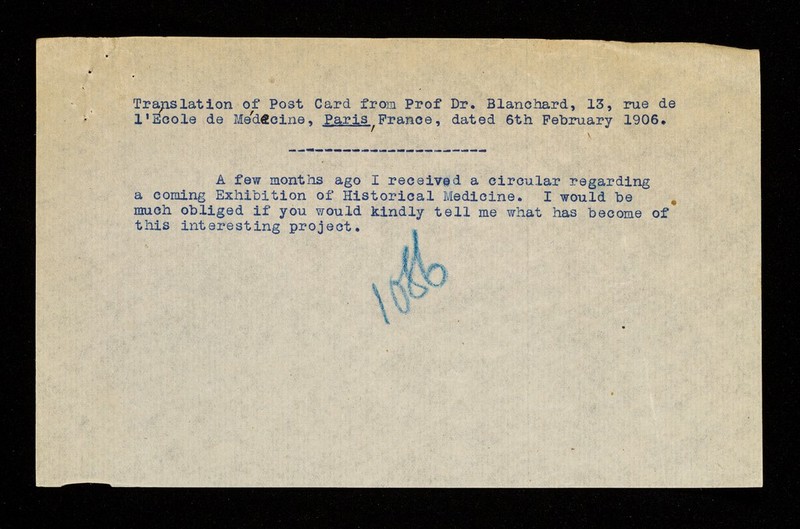 Translation of Post Card from Prof Dr. Blanchard, 13, rue de
l'Ecole de Médecine, Paris, France, dated 6th February 1906.
A few months ago I received a circular regarding
a coming Exhibition of Historical Medicine. I would be
much obliged if you would kindly tell me what has become of
this interesting project.
1086